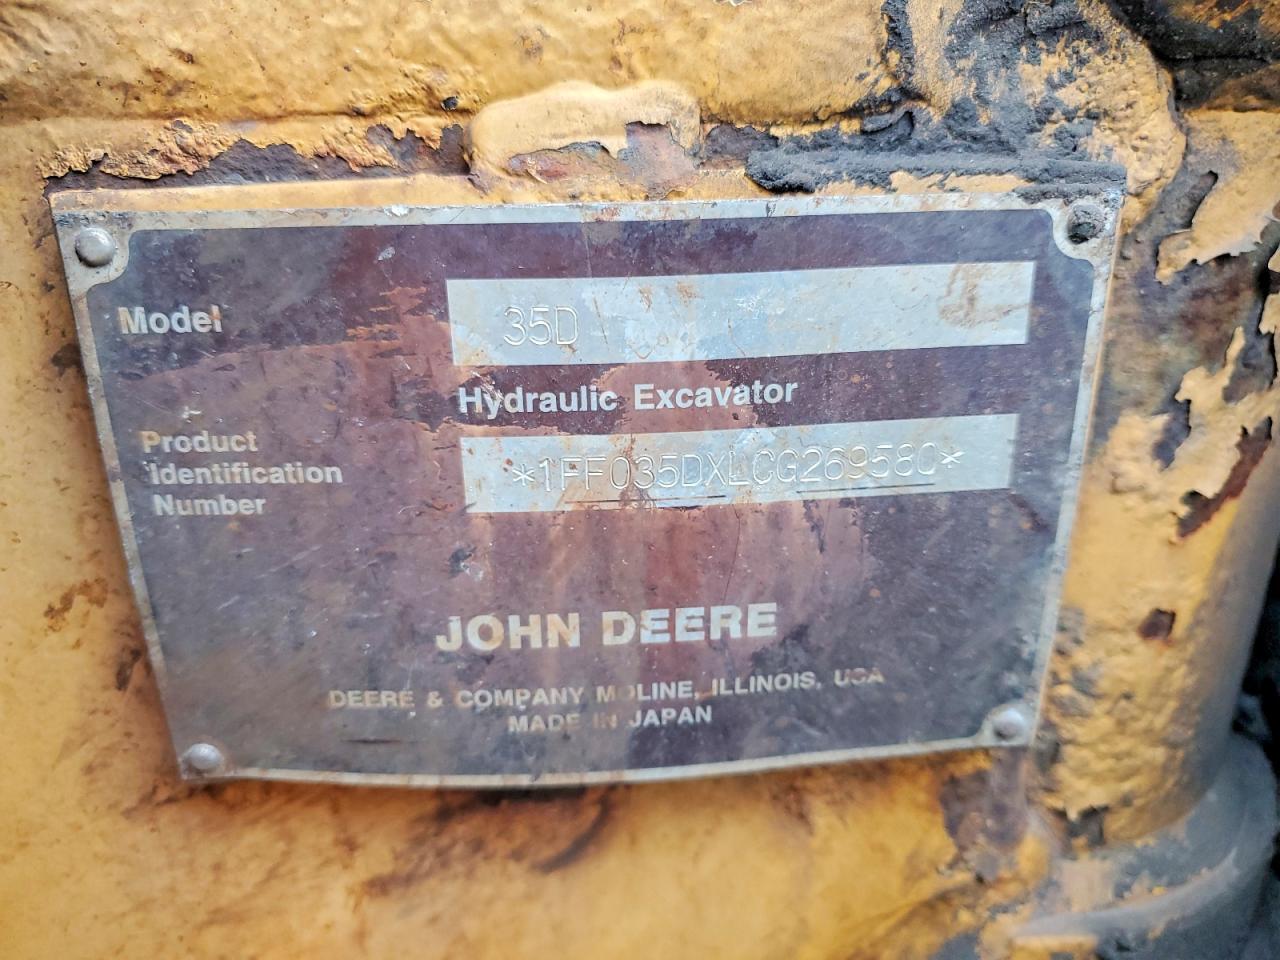 Model
35D
Hydraulic Excavator
Product
Identification
Number
*1FF035DXLCG269580*
JOHN DEERE
DEERE & COMPANY MOLINE, ILLINOIS, USA
MADE IN JAPAN